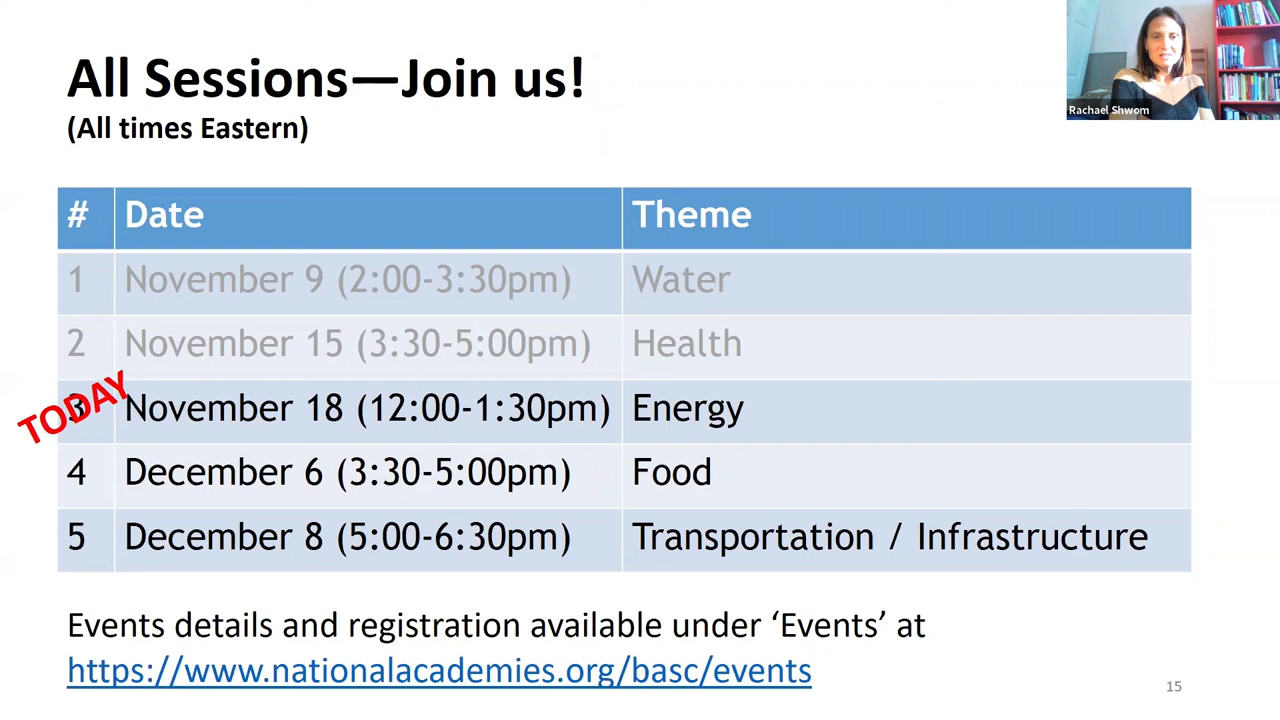 All Sessions—Join us!
(All times Eastern)
Rachael Shwom
# Date Theme
1 November 9 (2:00-3:30pm) Water
2 November 15 (3:30-5:00pm) Health
TODAY
3 November 18 (12:00-1:30pm) Energy
4 December 6 (3:30-5:00pm) Food
5 December 8 (5:00-6:30pm) Transportation / Infrastructure
Events details and registration available under ‘Events’ at
https://www.nationalacademies.org/basc/events
15